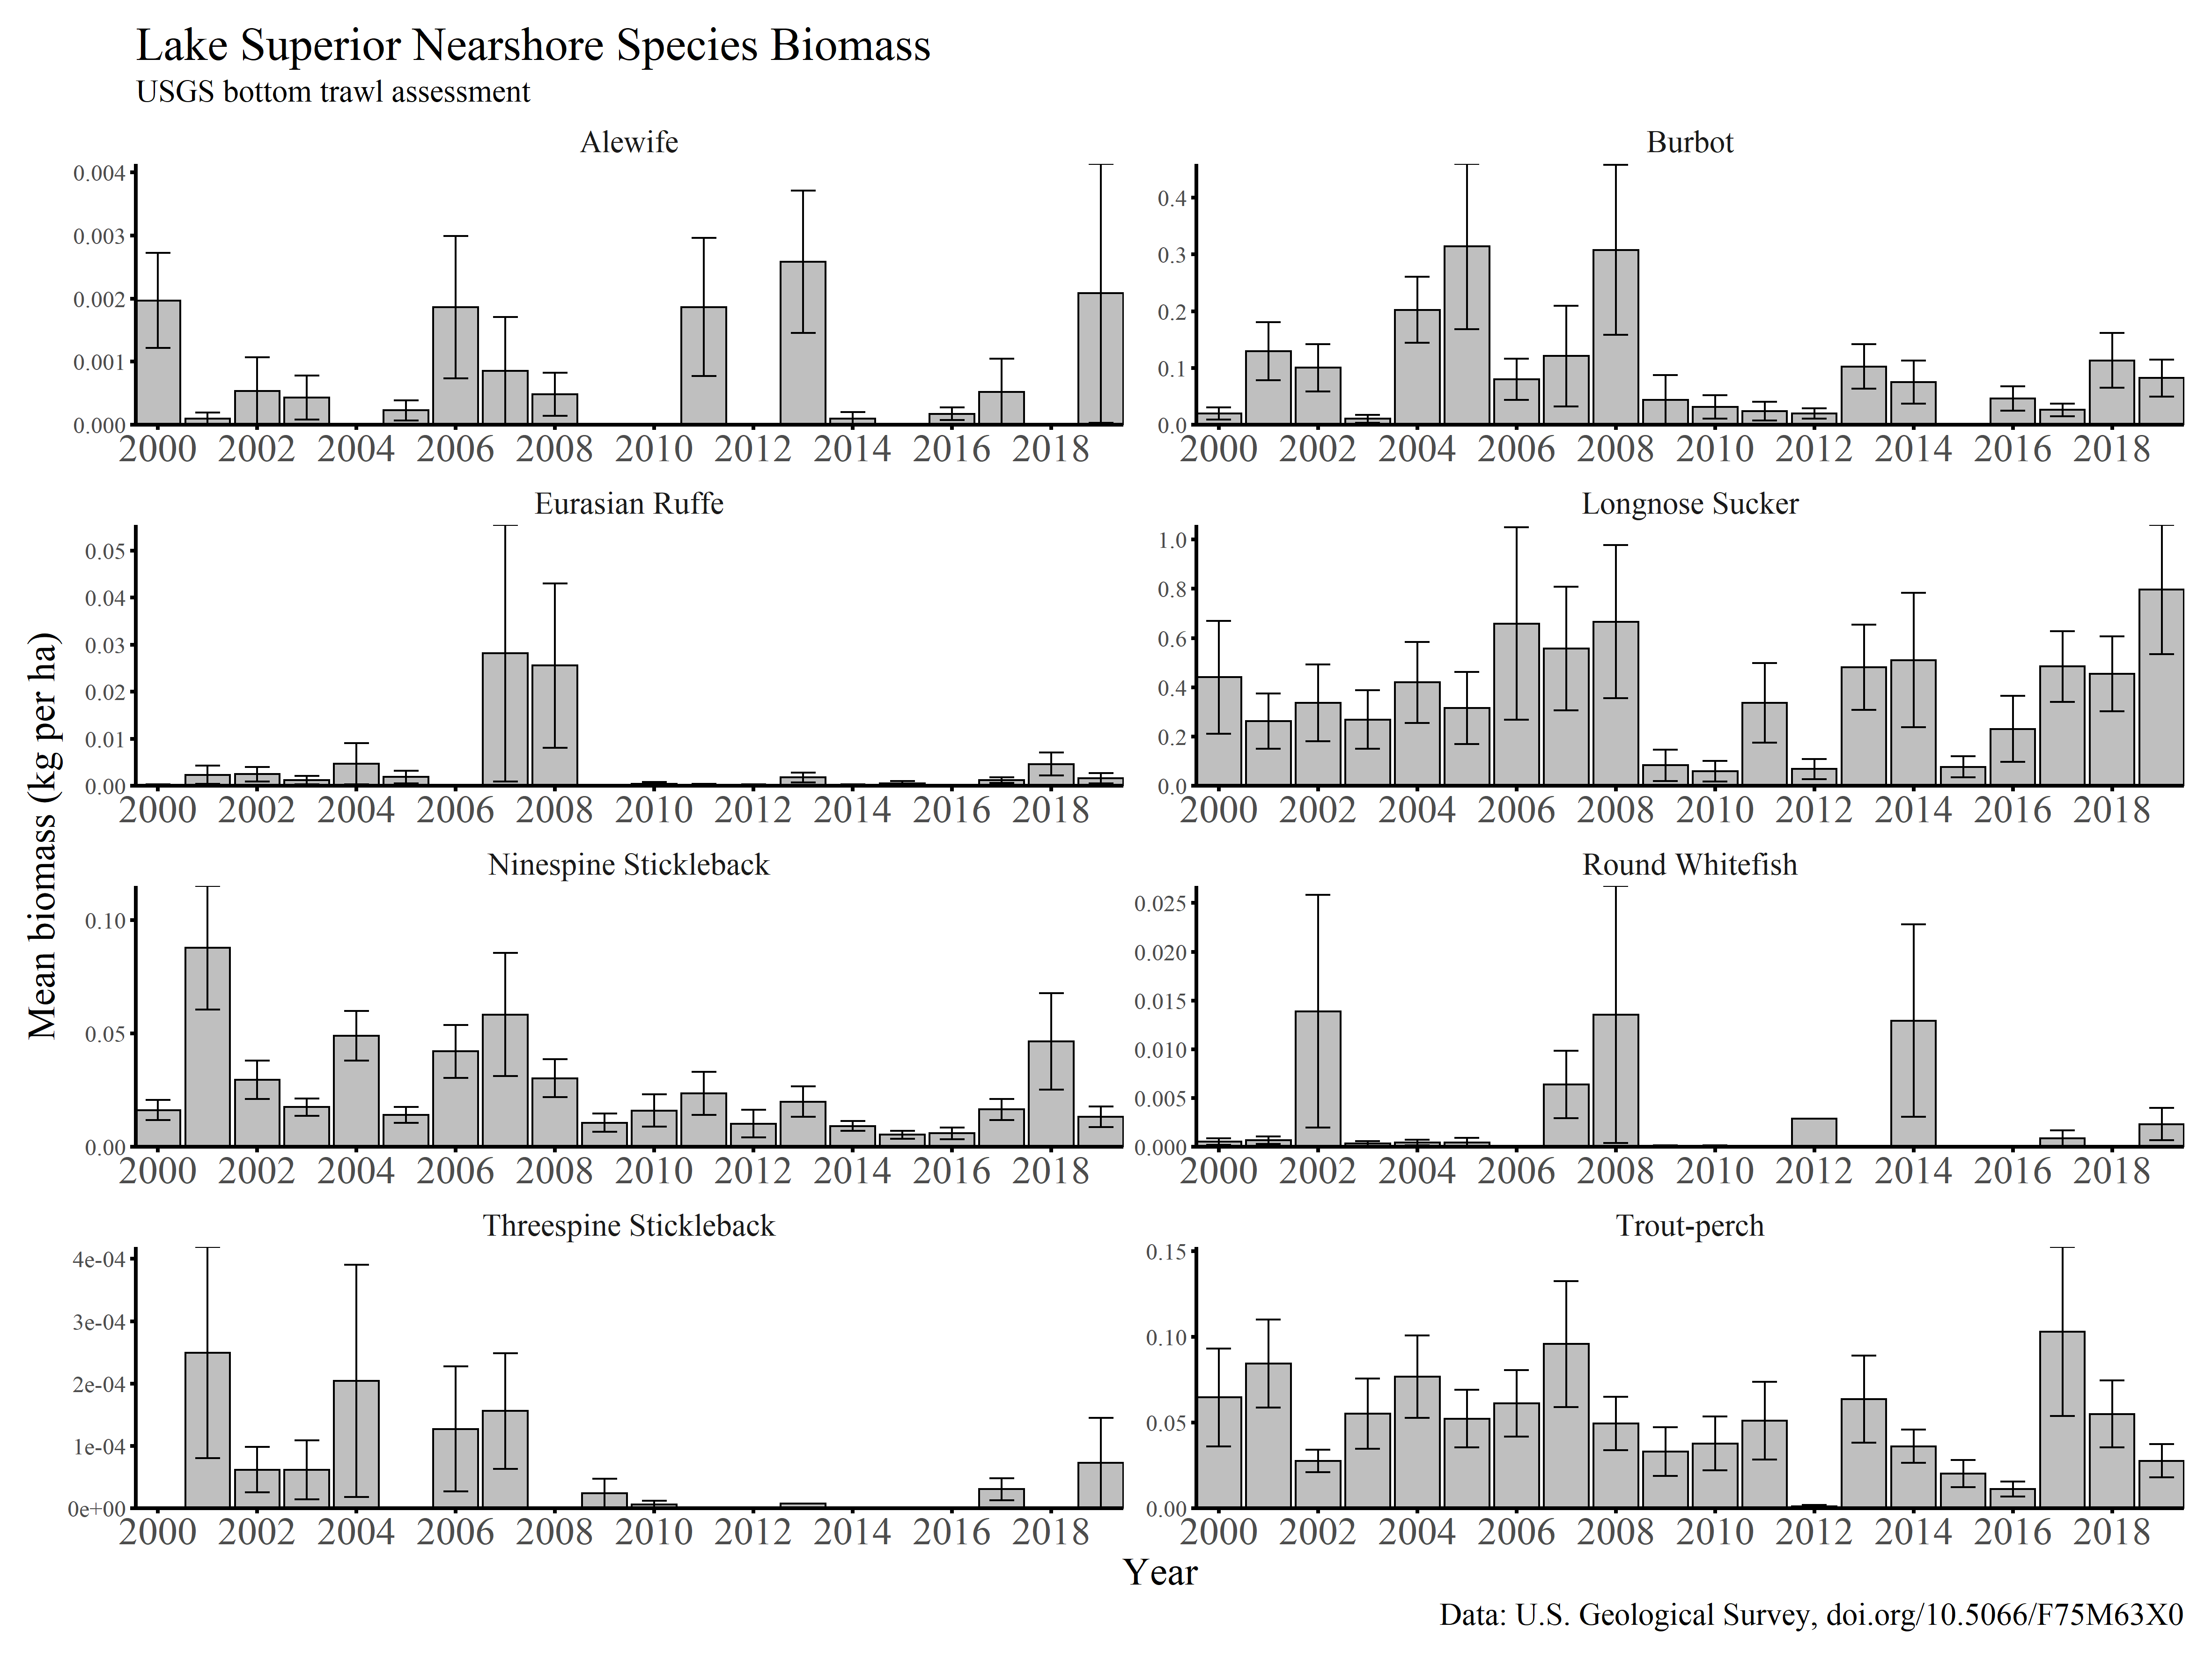 Lake Superior Nearshore Species Biomass
USGS bottom trawl assessment
Mean biomass (kg per ha)
Alewife
0.004
0.003
0.002
0.001
0.000
2000 2002 2004 2006 2008 2010 2012 2014 2016 2018
Burbot
0.4
0.3
0.2
0.1
0.0
2000 2002 2004 2006 2008 2010 2012 2014 2016 2018
Eurasian Ruffe
0.05
0.04
0.03
0.02
0.01
0.00
2000 2002 2004 2006 2008 2010 2012 2014 2016 2018
Longnose Sucker
1.0
0.8
0.6
0.4
0.2
0.0
2000 2002 2004 2006 2008 2010 2012 2014 2016 2018
Ninespine Stickleback
0.10
0.05
0.00
2000 2002 2004 2006 2008 2010 2012 2014 2016 2018
Round Whitefish
0.025
0.020
0.015
0.010
0.005
0.000
2000 2002 2004 2006 2008 2010 2012 2014 2016 2018
Threespine Stickleback
4e-04
3e-04
2e-04
1e-04
0e+00
2000 2002 2004 2006 2008 2010 2012 2014 2016 2018
Trout-perch
0.15
0.10
0.05
0.00
2000 2002 2004 2006 2008 2010 2012 2014 2016 2018
Year
Data: U.S. Geological Survey, doi.org/10.5066/F75M63X0